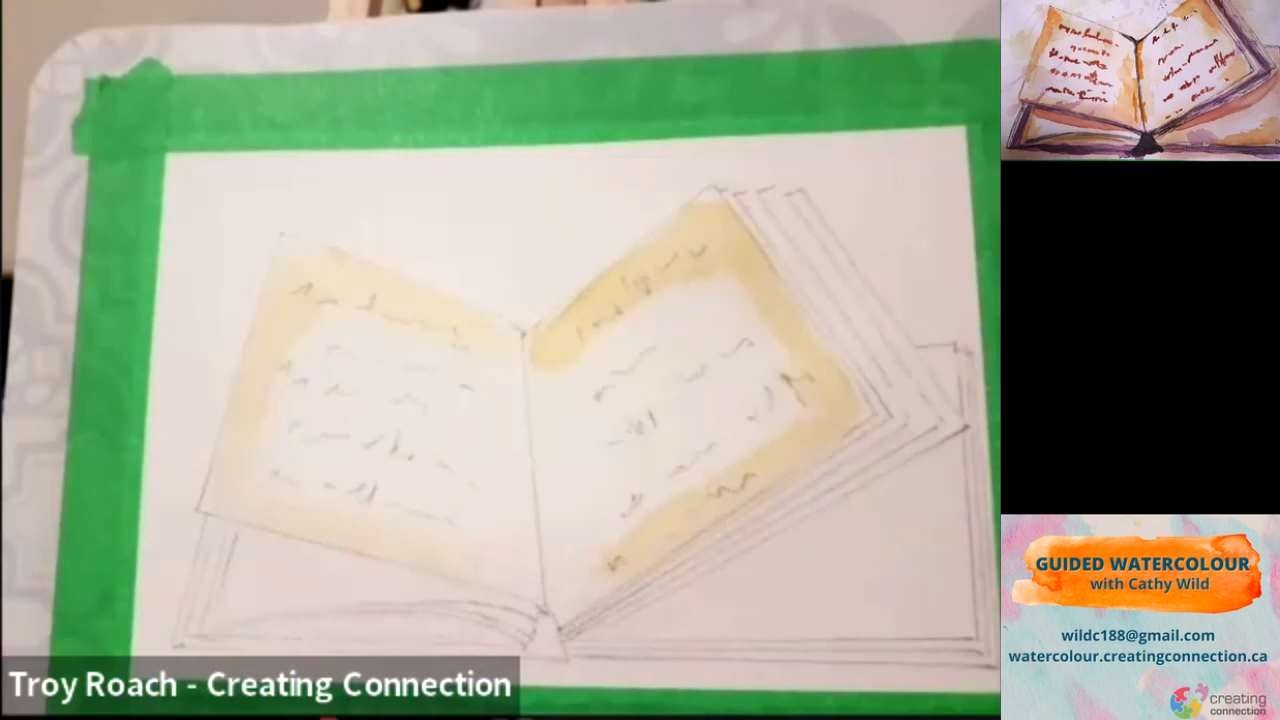 Troy Roach - Creating Connection
GUIDED WATERCOLOUR
with Cathy Wild
wildc188@gmail.com
watercolour.creatingconnection.ca
creating
connection